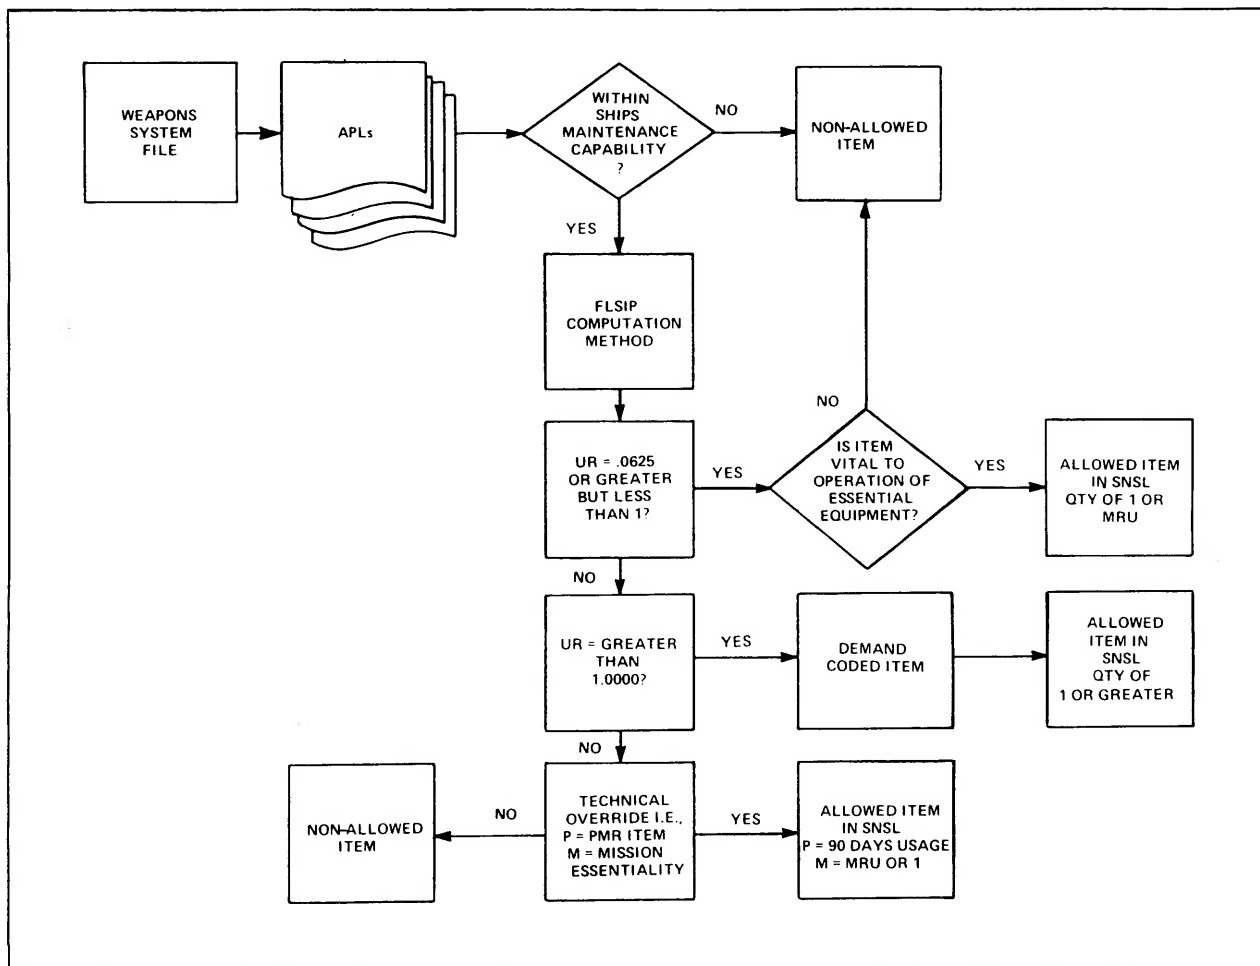 WEAPONS
SYSTEM
FILE
APLs
WITHIN
SHIPS
MAINTENANCE
CAPABILITY
?
NO
NON-ALLOWED
ITEM
YES
FLSIP
COMPUTATION
METHOD
UR = .0625
OR GREATER
BUT LESS
THAN 1?
YES
IS ITEM
VITAL TO
OPERATION OF
ESSENTIAL
EQUIPMENT?
NO
YES
ALLOWED ITEM
IN SNSL
QTY OF 1 OR
MRU
NO
UR = GREATER
THAN
1.0000?
YES
DEMAND
CODED ITEM
ALLOWED
ITEM IN
SNSL
QTY OF
1 OR GREATER
NO
TECHNICAL
OVERRIDE I.E.,
P = PMR ITEM
M = MISSION
ESSENTIALITY
NO
NON-ALLOWED
ITEM
YES
ALLOWED ITEM
IN SNSL
P = 90 DAYS USAGE
M = MRU OR 1